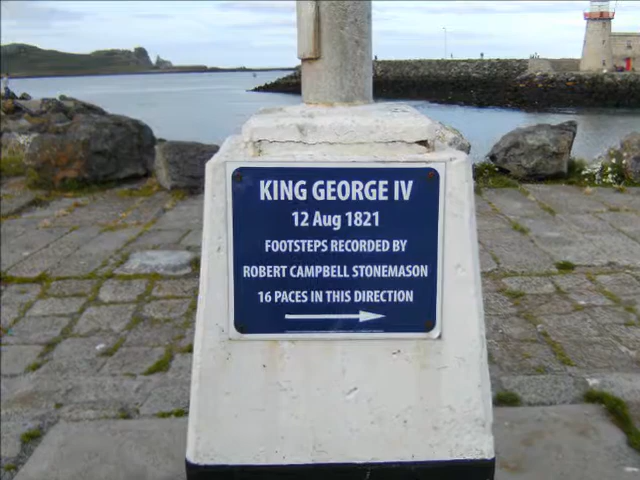 KING GEORGE IV
12 Aug 1821
FOOTSTEPS RECORDED BY
ROBERT CAMPBELL STONEMASON
16 PACES IN THIS DIRECTION